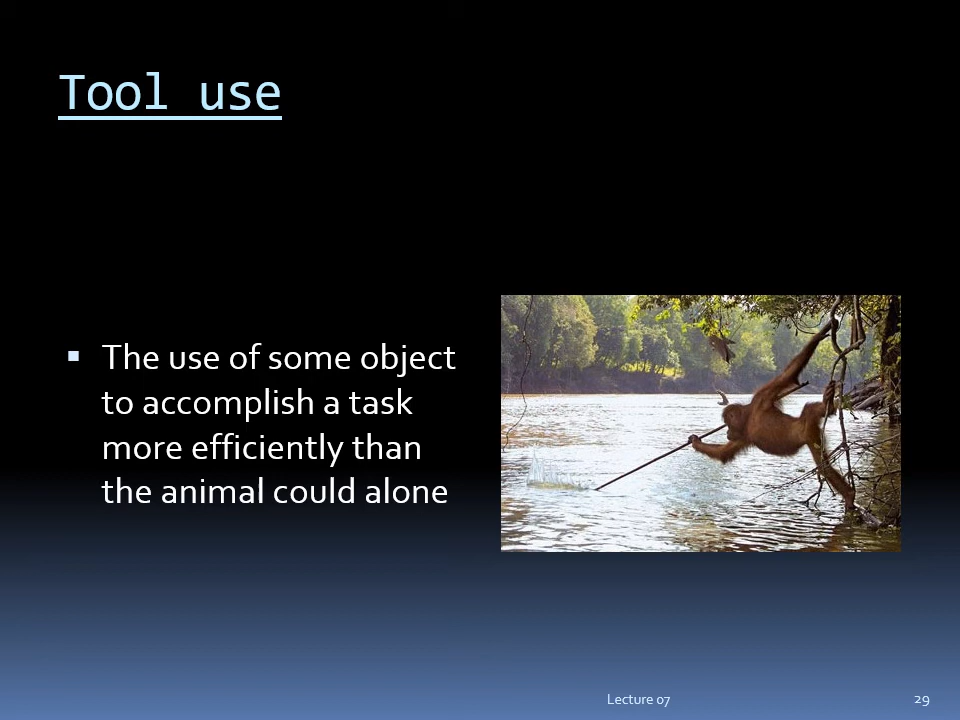 Tool use
▪ The use of some object
to accomplish a task
more efficiently than
the animal could alone
Lecture 07
29